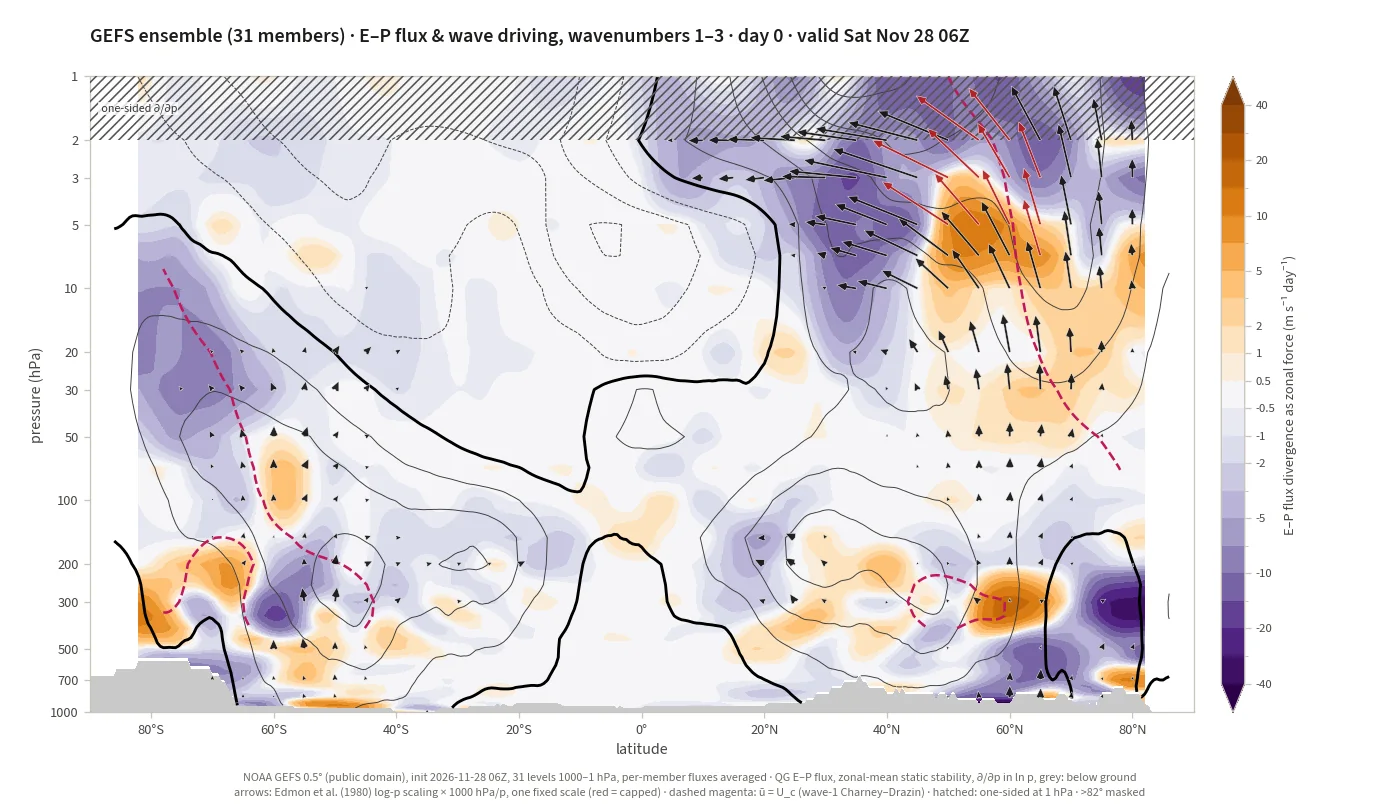 GEFS ensemble (31 members) · E–P flux & wave driving, wavenumbers 1–3 · day 0 · valid Sat Nov 28 06Z
one-sided ∂/∂p
1
2
3
5
10
20
30
50
100
200
300
500
700
1000
pressure (hPa)
80°S
60°S
40°S
20°S
0°
20°N
40°N
60°N
80°N
latitude
40
20
10
5
2
1
0.5
-0.5
-1
-2
-5
-10
-20
-40
E–P flux divergence as zonal force (m s⁻¹ day⁻¹)
NOAA GEFS 0.5° (public domain), init 2026-11-28 06Z, 31 levels 1000–1 hPa, per-member fluxes averaged · QG E–P flux, zonal-mean static stability, ∂/∂p in ln p, grey: below ground
arrows: Edmon et al. (1980) log-p scaling × 1000 hPa/p, one fixed scale (red = capped) · dashed magenta: ū = U_c (wave-1 Charney–Drazin) · hatched: one-sided at 1 hPa · >82° masked